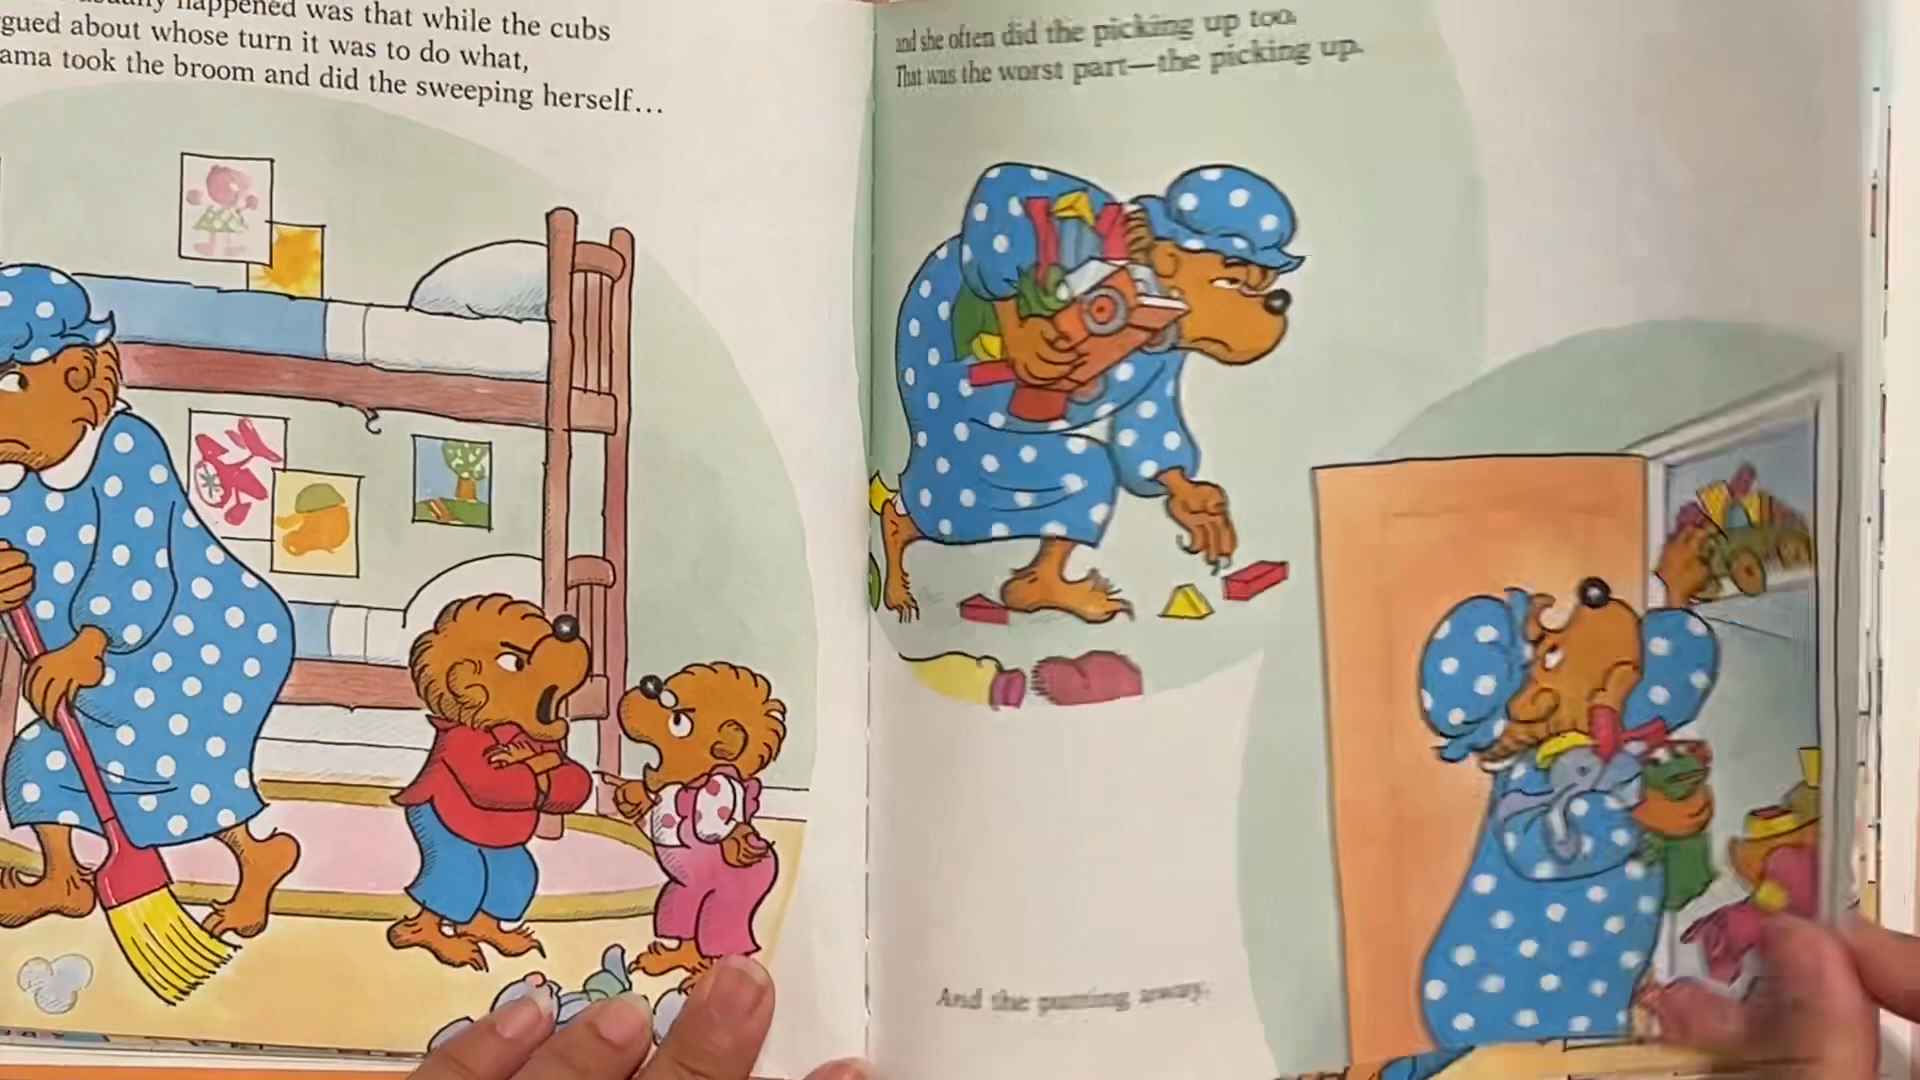 happened was that while the cubs
gued about whose turn it was to do what,
ama took the broom and did the sweeping herself...
and she often did the picking up too.
That was the worst part—the picking up.
And the putting away.